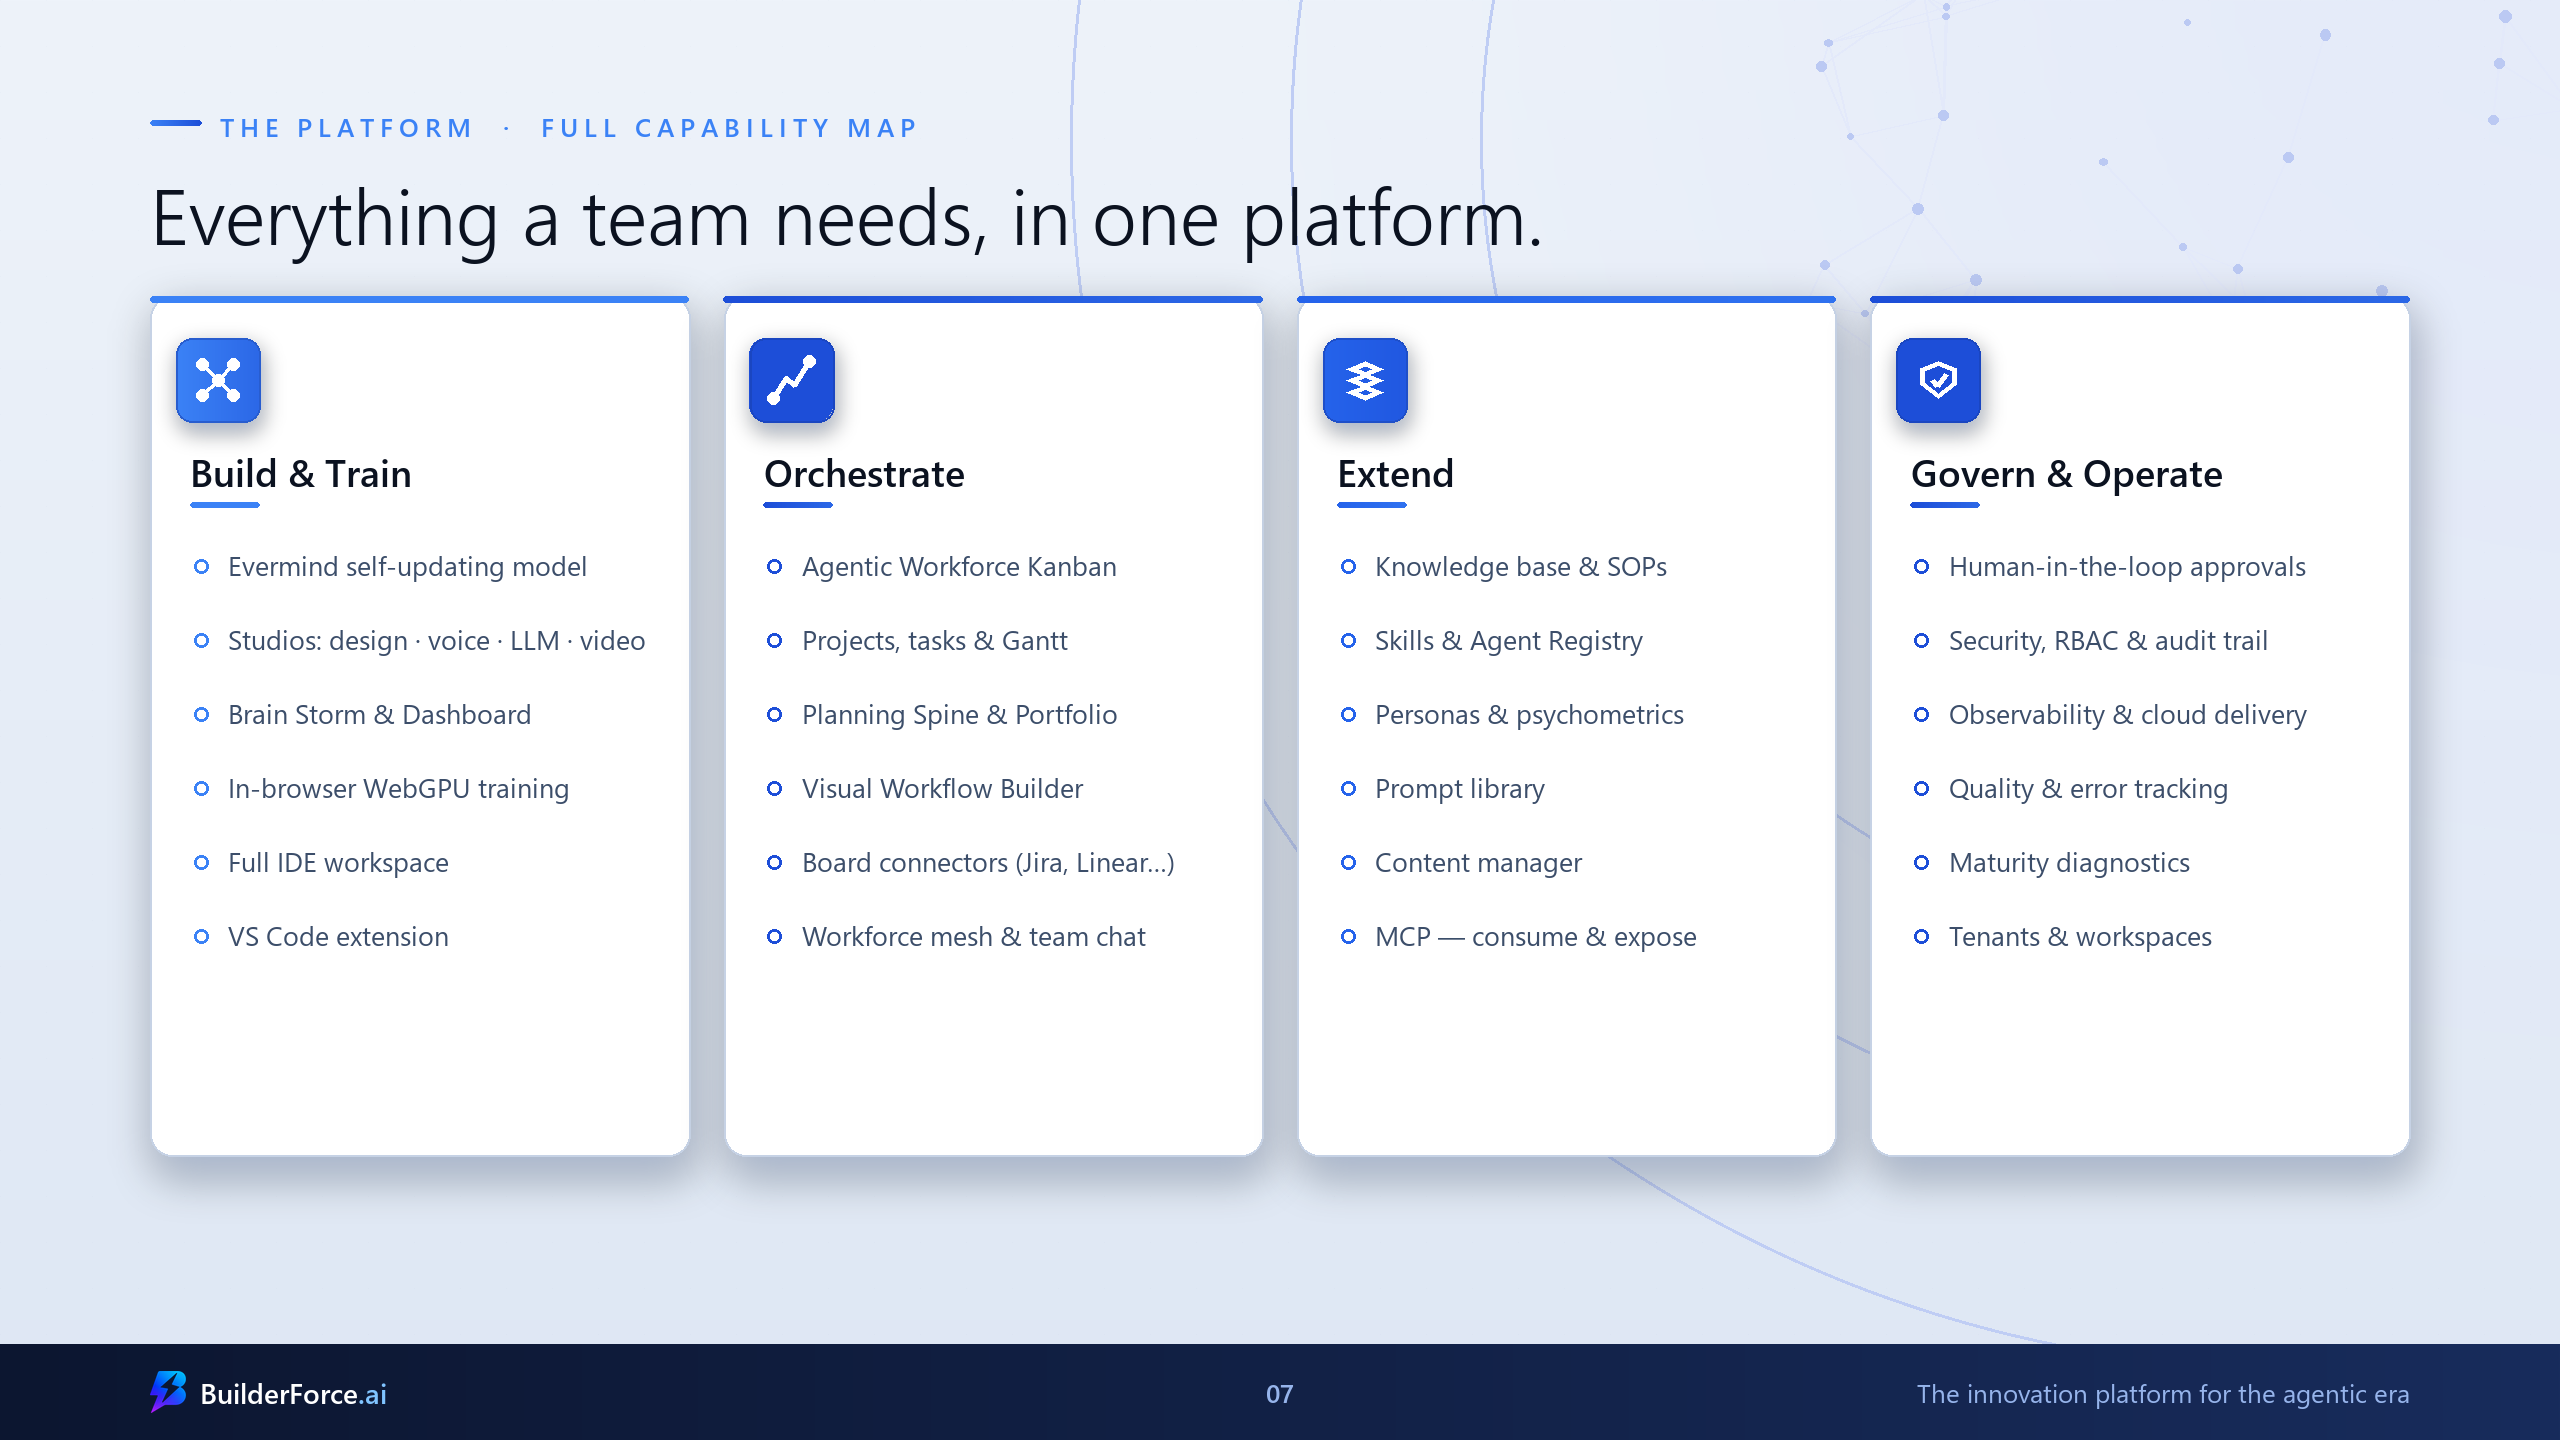 THE PLATFORM · FULL CAPABILITY MAP
Everything a team needs, in one platform.
Build & Train
Evermind self-updating model
Studios: design · voice · LLM · video
Brain Storm & Dashboard
In-browser WebGPU training
Full IDE workspace
VS Code extension
Orchestrate
Agentic Workforce Kanban
Projects, tasks & Gantt
Planning Spine & Portfolio
Visual Workflow Builder
Board connectors (Jira, Linear...)
Workforce mesh & team chat
Extend
Knowledge base & SOPs
Skills & Agent Registry
Personas & psychometrics
Prompt library
Content manager
MCP — consume & expose
Govern & Operate
Human-in-the-loop approvals
Security, RBAC & audit trail
Observability & cloud delivery
Quality & error tracking
Maturity diagnostics
Tenants & workspaces
BuilderForce.ai
07
The innovation platform for the agentic era